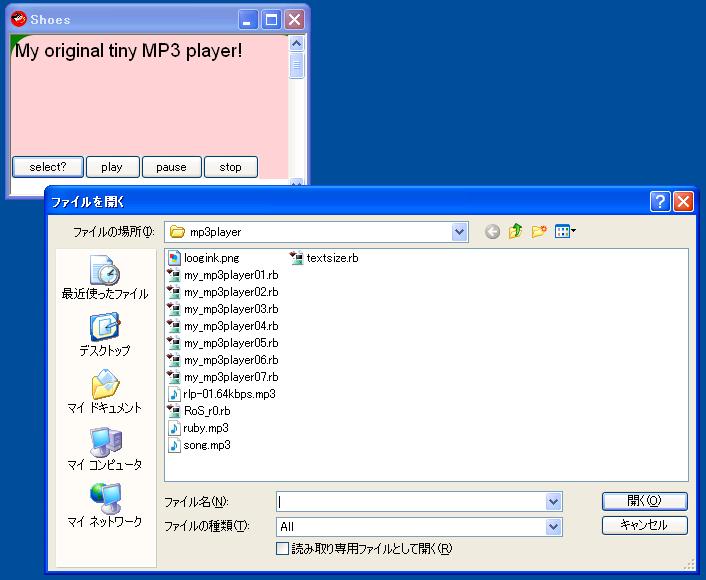 Shoes
My original tiny MP3 player!
select? play pause stop
ファイルを開く
ファイルの場所(I): mp3player
最近使ったファイル
デスクトップ
マイ ドキュメント
マイ コンピュータ
マイ ネットワーク
loogink.png textsize.rb
my_mp3player01.rb
my_mp3player02.rb
my_mp3player03.rb
my_mp3player04.rb
my_mp3player05.rb
my_mp3player06.rb
my_mp3player07.rb
rlp-01.64kbps.mp3
RoS_r0.rb
ruby.mp3
song.mp3
ファイル名(N): 開く(O)
ファイルの種類(T): All キャンセル
読み取り専用ファイルとして開く(R)